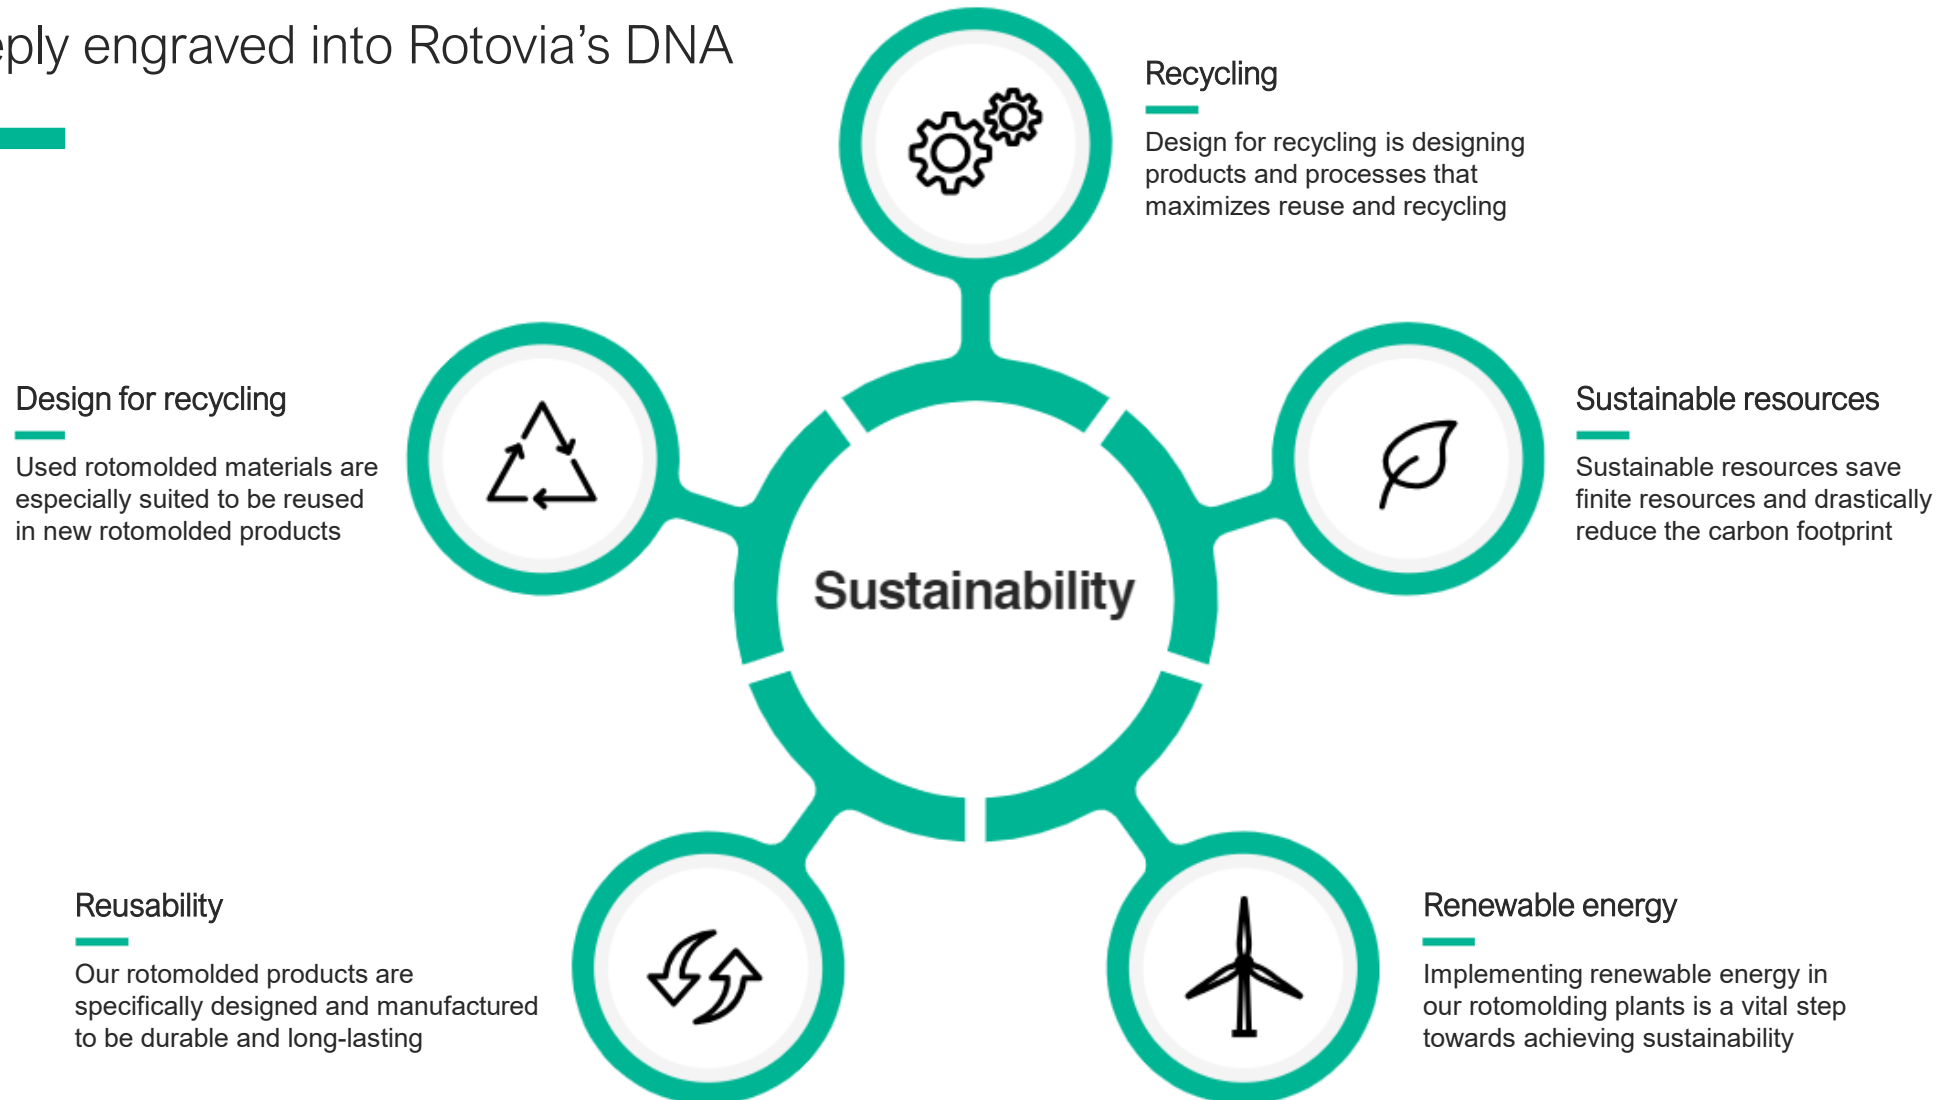 engraved into Rotovia's DNA
Recycling
Design for recycling is designing
products and processes that
maximizes reuse and recycling
Design for recycling
Used rotomolded materials are
especially suited to be reused
in new rotomolded products
Sustainable resources
Sustainable resources save
finite resources and drastically
reduce the carbon footprint
Sustainability
Reusability
Our rotomolded products are
specifically designed and manufactured
to be durable and long-lasting
Renewable energy
Implementing renewable energy in
our rotomolding plants is a vital step
towards achieving sustainability